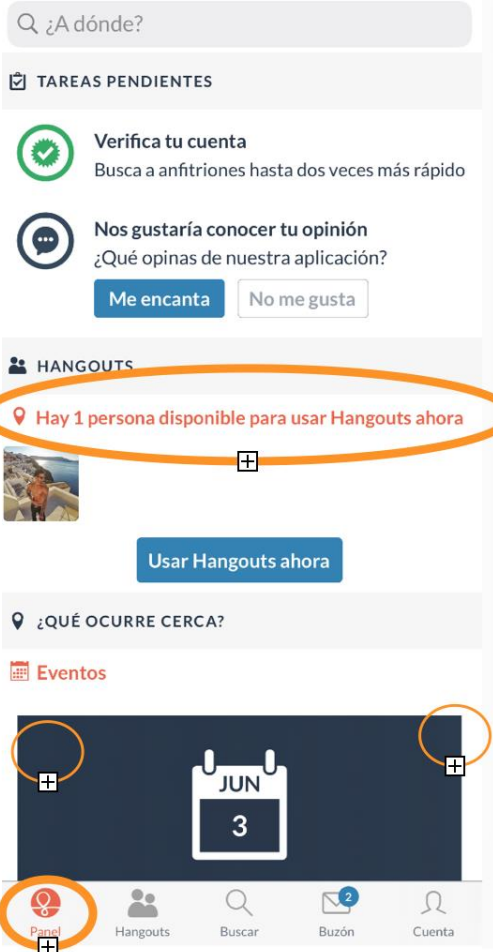 ¿A dónde?
TAREAS PENDIENTES
Verifica tu cuenta
Busca a anfitriones hasta dos veces más rápido
Nos gustaría conocer tu opinión
¿Qué opinas de nuestra aplicación?
Me encanta No me gusta
HANGOUTS
Hay 1 persona disponible para usar Hangouts ahora
Usar Hangouts ahora
¿QUÉ OCURRE CERCA?
Eventos
JUN
3
2
Panel Hangouts Buscar Buzón Cuenta